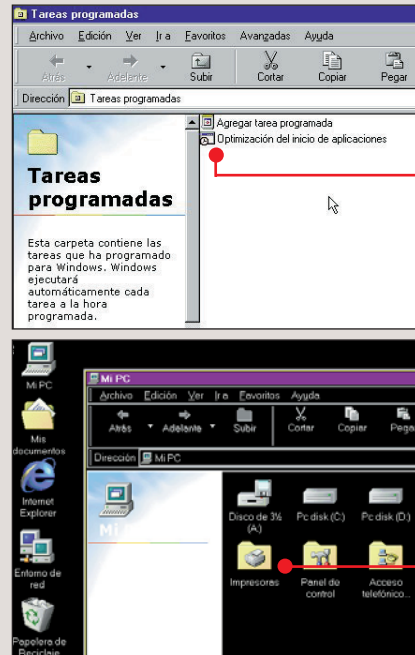 Tareas programadas
Archivo Edición Ver Ir a Favoritos Avanzadas Ayuda
Atrás Adelante Subir Cortar Copiar Pegar
Dirección Tareas programadas
Agregar tarea programada
Optimización del inicio de aplicaciones
Tareas
programadas
Esta carpeta contiene las
tareas que ha programado
para Windows. Windows
ejecutará
automáticamente cada
tarea a la hora
programada.
Mi PC
Mis
documentos
Internet
Explorer
Entorno de
red
Papelera de
Reciclaje
Mi PC
Archivo Edición Ver Ir a Favoritos Ayuda
Atrás Adelante Subir Cortar Copiar Pegar
Dirección Mi PC
Mi
Disco de 3½
(A:)
Pc disk (C:)
Pc disk (D:)
Impresoras
Panel de
control
Acceso
telefónico...